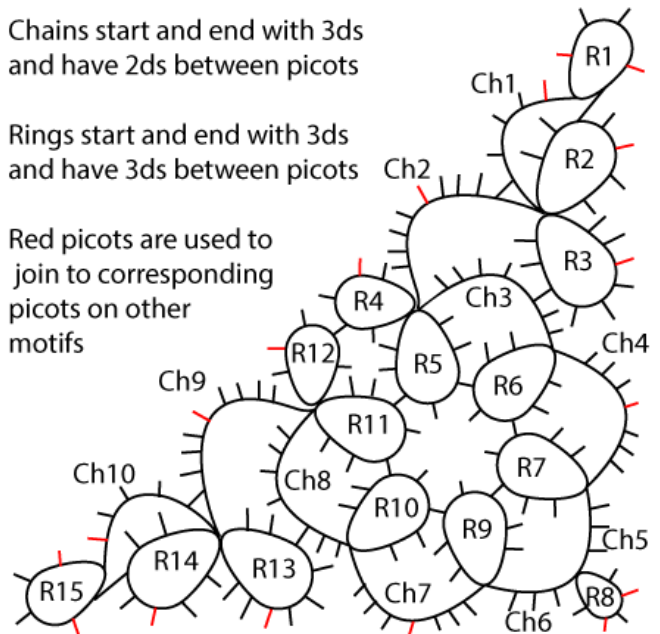 Chains start and end with 3ds
and have 2ds between picots
Rings start and end with 3ds
and have 3ds between picots
Red picots are used to
join to corresponding
picots on other
motifs
R1
Ch1
R2
Ch2
R3
R4
Ch3
R12
R5
R6
Ch4
Ch9
R11
R7
Ch10
Ch8
R10
R9
Ch5
R14
R13
R15
Ch7
R8
Ch6